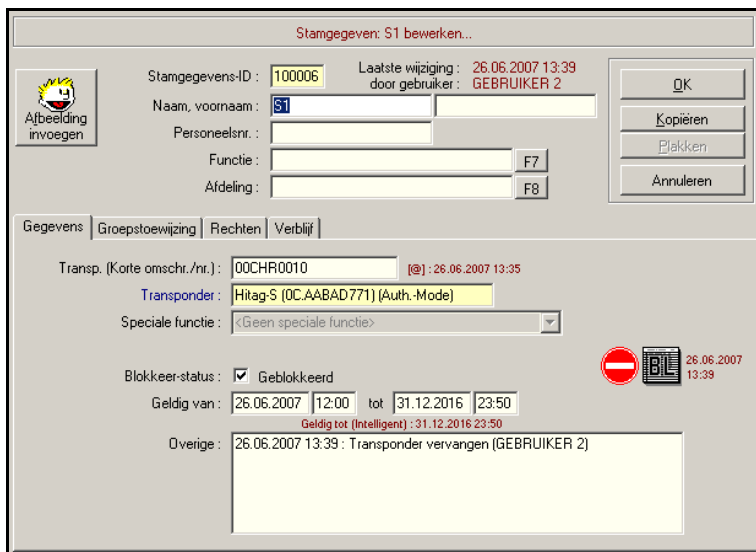 Stamgegeven: S1 bewerken...
Afbeelding
invoegen
Stamgegevens-ID : 100006
Laatste wijziging : 26.06.2007 13:39
door gebruiker : GEBRUIKER 2
Naam, voornaam : S1
Personeelsnr. :
Functie : F7
Afdeling : F8
OK
Kopiëren
Plakken
Annuleren
Gegevens Groepstoewijzing Rechten Verblijf
Transp. (Korte omschr./nr.) : 00CHR0010 [@] : 26.06.2007 13:35
Transponder : Hitag-S (0C.AABAD771) (Auth.-Mode)
Speciale functie : <Geen speciale functie>
BL 26.06.2007
13:39
Blokkeer-status : Geblokkeerd
Geldig van : 26.06.2007 12:00 tot 31.12.2016 23:50
Geldig tot (Intelligent) : 31.12.2016 23:50
Overige : 26.06.2007 13:39 : Transponder vervangen (GEBRUIKER 2)